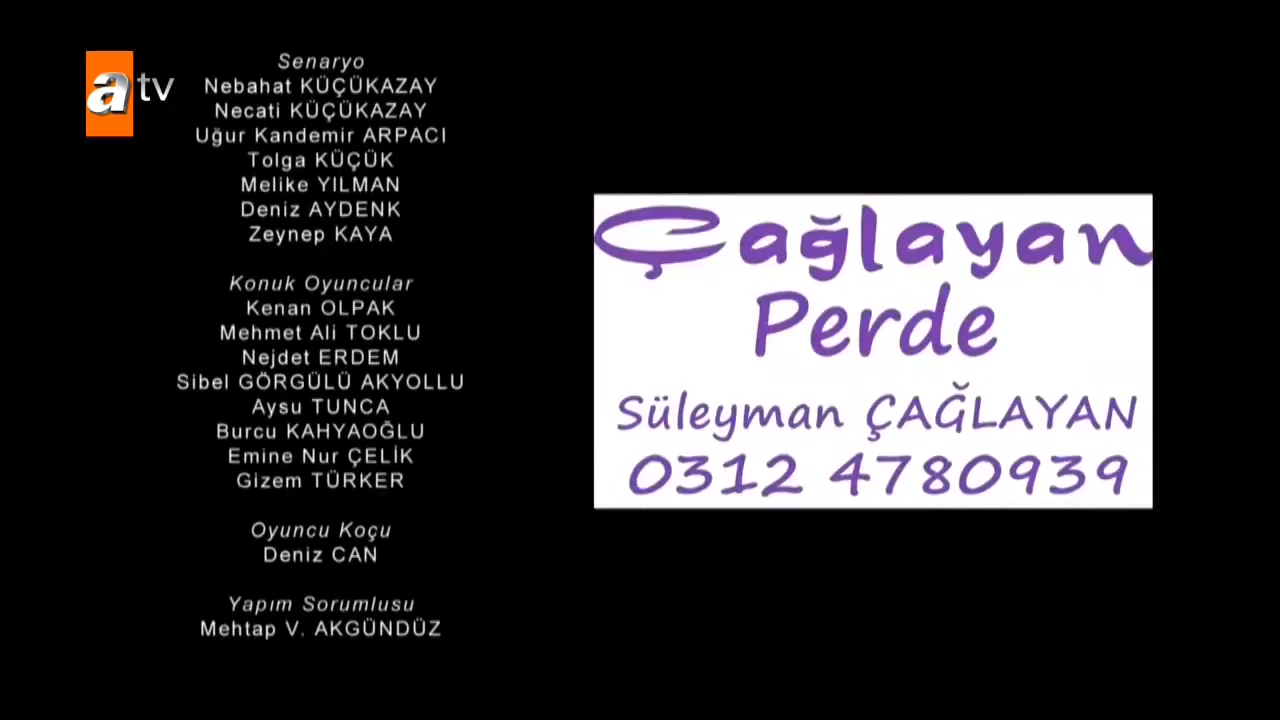 atv
Senaryo
Nebahat KÜÇÜKAZAY
Necati KÜÇÜKAZAY
Uğur Kandemir ARPACI
Tolga KÜÇÜK
Melike YILMAN
Deniz AYDENK
Zeynep KAYA
Konuk Oyuncular
Kenan OLPAK
Mehmet Ali TOKLU
Nejdet ERDEM
Sibel GÖRGÜLÜ AKYOLLU
Aysu TUNCA
Burcu KAHYAOĞLU
Emine Nur ÇELİK
Gizem TÜRKER
Oyuncu Koçu
Deniz CAN
Yapım Sorumlusu
Mehtap V. AKGÜNDÜZ
Çağlayan
Perde
Süleyman ÇAĞLAYAN
0312 4780939